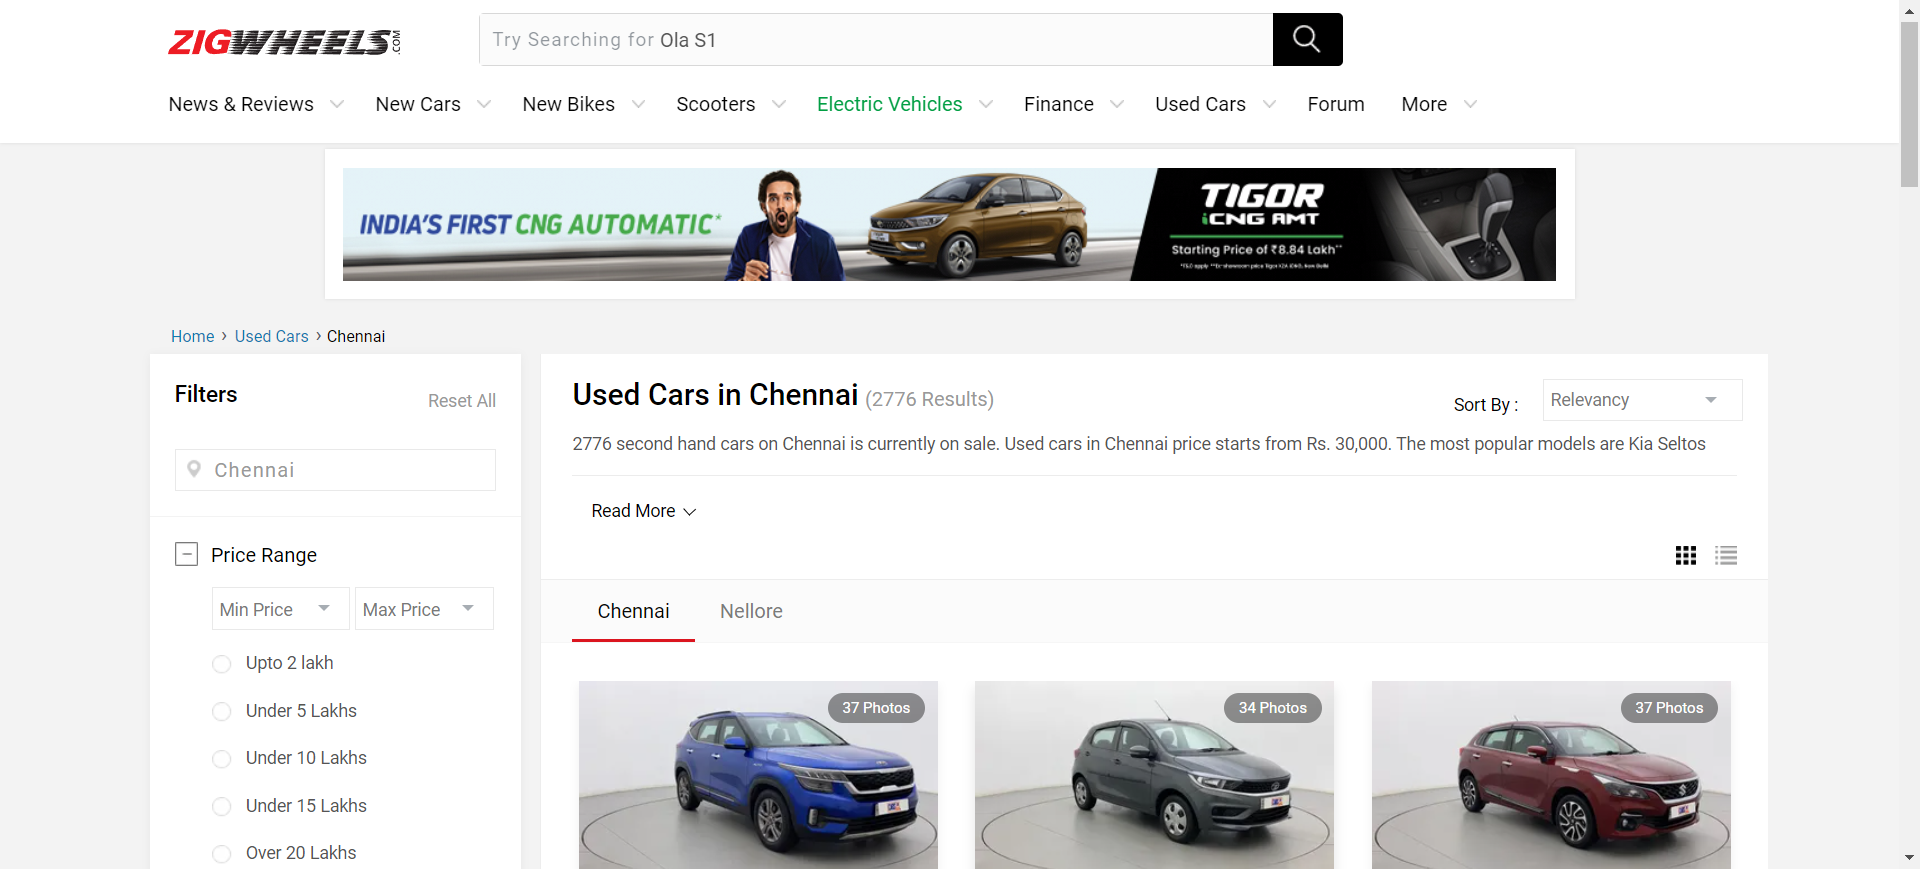 ZIGWHEELS.COM
Try Searching for Ola S1
News & Reviews New Cars New Bikes Scooters Electric Vehicles Finance Used Cars Forum More
INDIA'S FIRST CNG AUTOMATIC*
TIGOR
iCNG AMT
Starting Price of ₹8.84 Lakh**
Home › Used Cars › Chennai
Filters
Reset All
Chennai
Price Range
Min Price Max Price
Upto 2 lakh
Under 5 Lakhs
Under 10 Lakhs
Under 15 Lakhs
Over 20 Lakhs
Used Cars in Chennai (2776 Results)
Sort By : Relevancy
2776 second hand cars on Chennai is currently on sale. Used cars in Chennai price starts from Rs. 30,000. The most popular models are Kia Seltos
Read More
Chennai Nellore
37 Photos
34 Photos
37 Photos